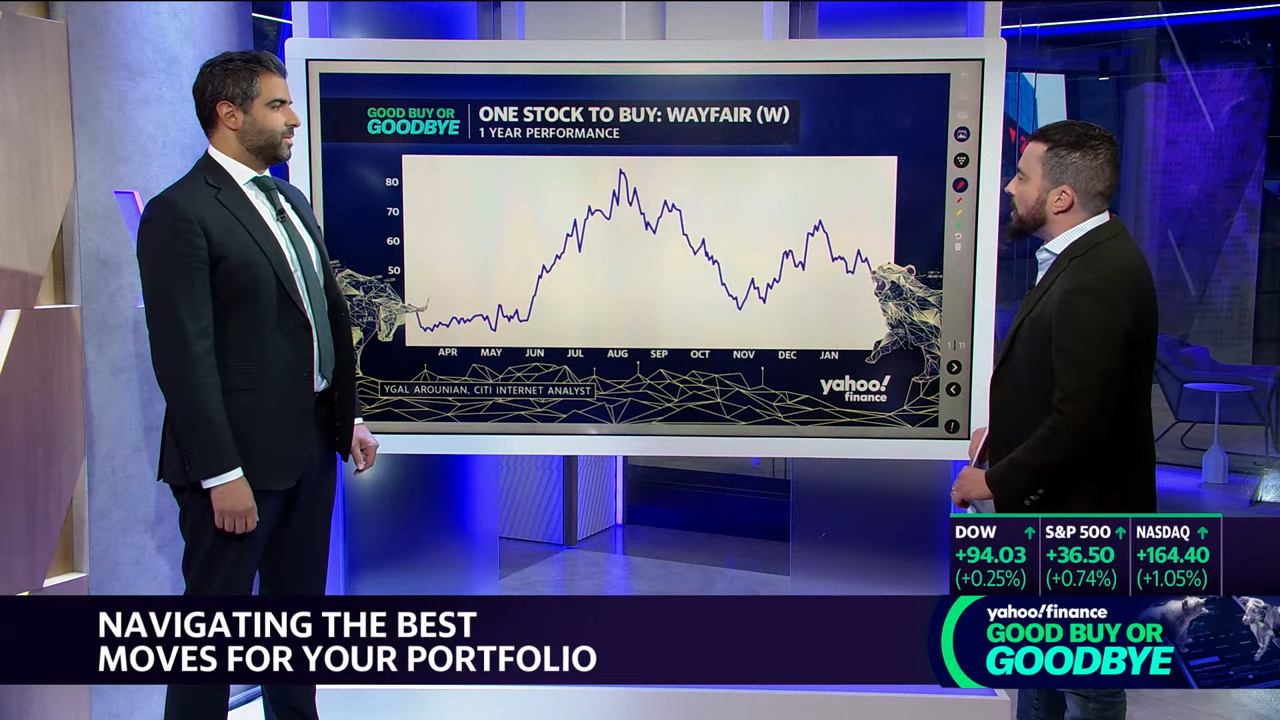 GOOD BUY OR
GOODBYE
ONE STOCK TO BUY: WAYFAIR (W)
1 YEAR PERFORMANCE
80
70
60
50
APR MAY JUN JUL AUG SEP OCT NOV DEC JAN
YGAL AROUNIAN, CITI INTERNET ANALYST
yahoo!
finance
1 | 11
DOW S&P 500 NASDAQ
+94.03 +36.50 +164.40
(+0.25%) (+0.74%) (+1.05%)
NAVIGATING THE BEST
MOVES FOR YOUR PORTFOLIO
yahoo!finance
GOOD BUY OR
GOODBYE